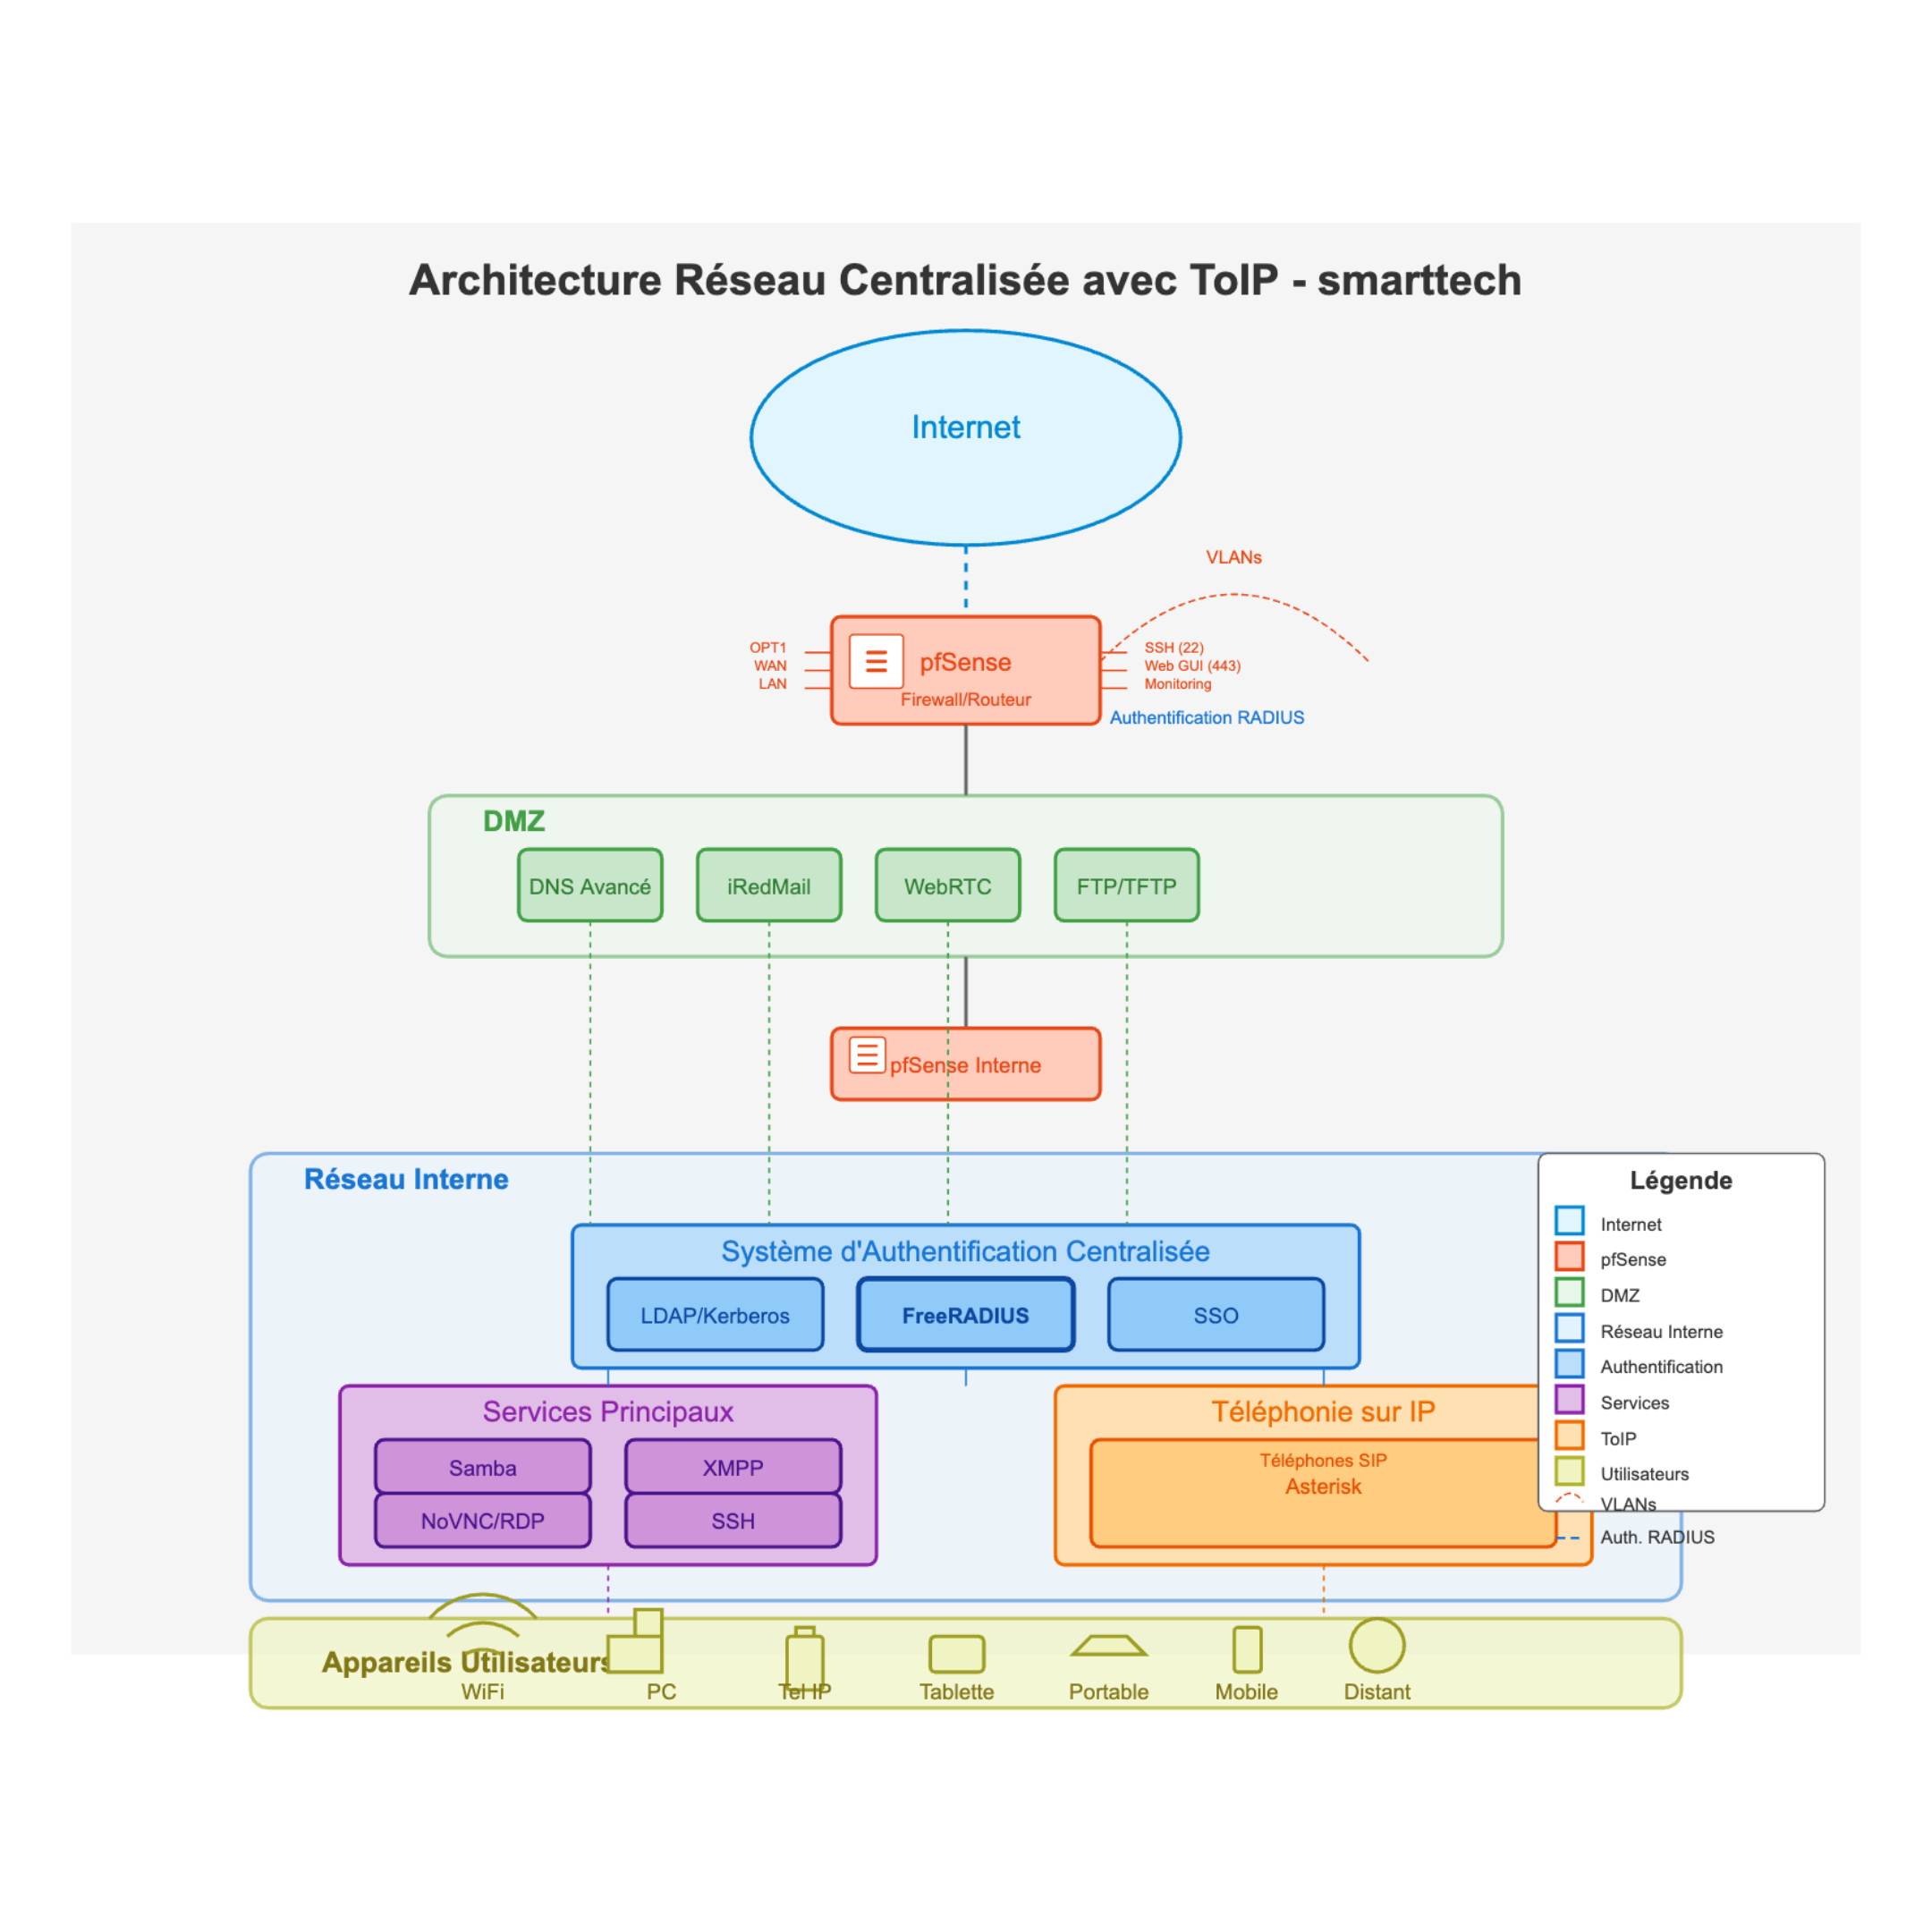 Architecture Réseau Centralisée avec ToIP - smarttech
Internet
VLANs
OPT1
WAN
LAN
pfSense
Firewall/Routeur
SSH (22)
Web GUI (443)
Monitoring
Authentification RADIUS
DMZ
DNS Avancé
iRedMail
WebRTC
FTP/TFTP
pfSense Interne
Réseau Interne
Système d'Authentification Centralisée
LDAP/Kerberos
FreeRADIUS
SSO
Services Principaux
Samba
XMPP
NoVNC/RDP
SSH
Téléphonie sur IP
Téléphones SIP
Asterisk
Légende
Internet
pfSense
DMZ
Réseau Interne
Authentification
Services
ToIP
Utilisateurs
VLANs
Auth. RADIUS
Appareils Utilisateurs
WiFi
PC
Tel IP
Tablette
Portable
Mobile
Distant